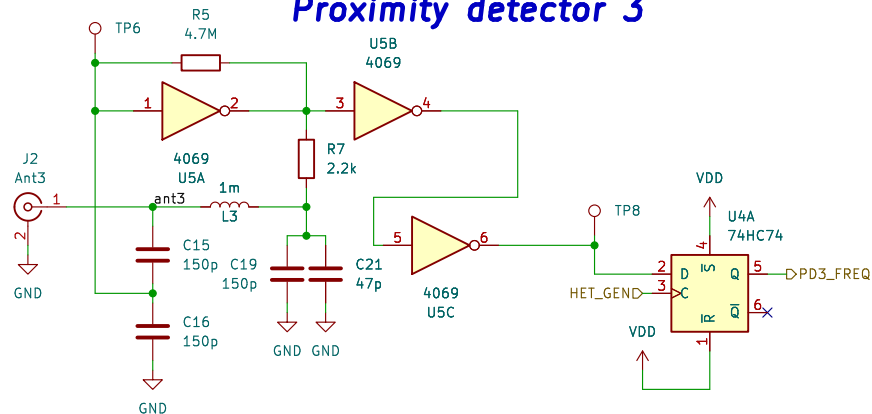 Proximity detector 3
TP6
R5
4.7M
U5B
4069
1
2
3
4
4069
U5A
R7
2.2k
J2
Ant3
1
2
GND
ant3
1m
L3
C15
150p
C16
150p
GND
C19
150p
C21
47p
GND
GND
5
6
4069
U5C
TP8
VDD
U4A
74HC74
4
2
D
S
Q
5
PD3_FREQ
HET_GEN
3
C
R
Q
6
1
VDD